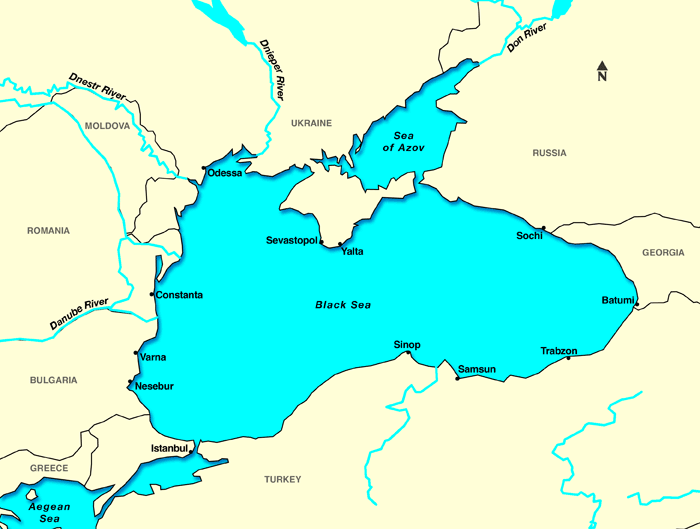 Don River
Dnieper River
N
Dnestr River
MOLDOVA
UKRAINE
Sea
of Azov
RUSSIA
Odessa
ROMANIA
Sevastopol
Yalta
Sochi
GEORGIA
Constanta
Danube River
Black Sea
Batumi
Sinop
Trabzon
Varna
Samsun
BULGARIA
Nesebur
Istanbul
GREECE
TURKEY
Aegean
Sea